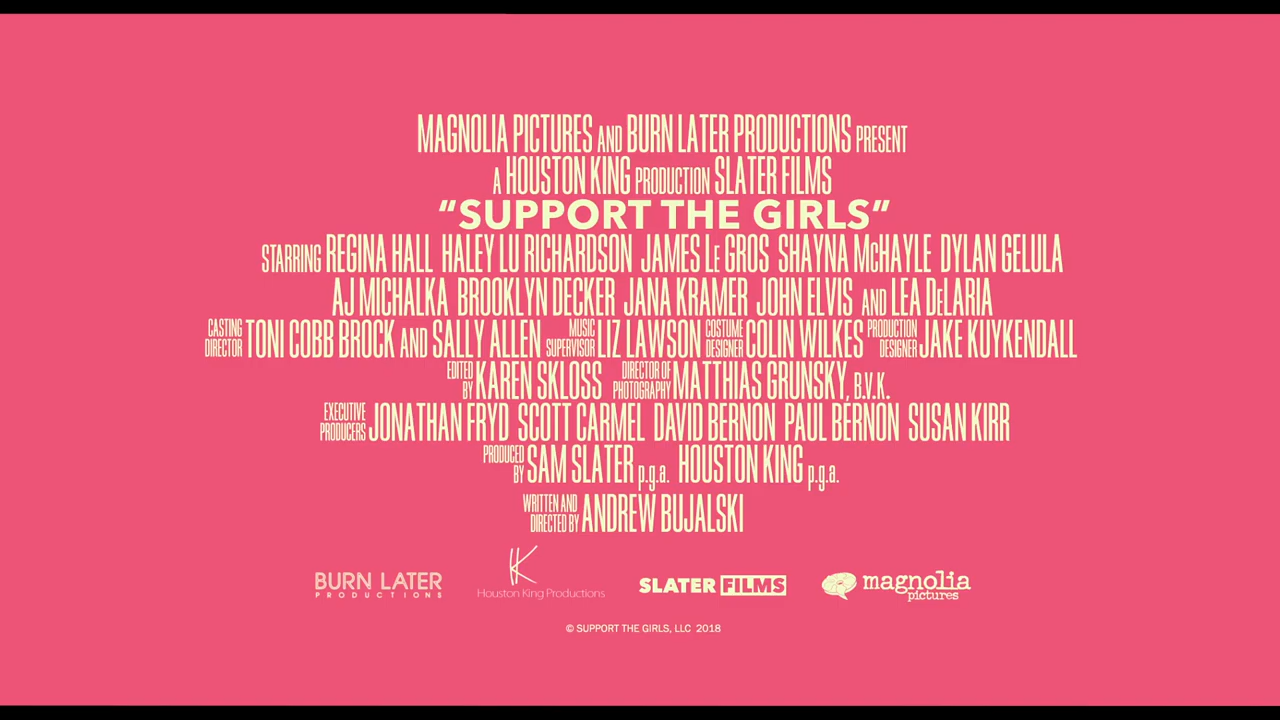 MAGNOLIA PICTURES AND BURN LATER PRODUCTIONS PRESENT
A HOUSTON KING PRODUCTION SLATER FILMS
“SUPPORT THE GIRLS”
STARRING REGINA HALL HALEY LU RICHARDSON JAMES LE GROS SHAYNA McHAYLE DYLAN GELULA
AJ MICHALKA BROOKLYN DECKER JANA KRAMER JOHN ELVIS AND LEA DeLARIA
CASTING DIRECTOR TONI COBB BROCK AND SALLY ALLEN MUSIC SUPERVISOR LIZ LAWSON COSTUME DESIGNER COLIN WILKES PRODUCTION DESIGNER JAKE KUYKENDALL
EDITED BY KAREN SKLOSS DIRECTOR OF PHOTOGRAPHY MATTHIAS GRUNSKY, B.V.K.
EXECUTIVE PRODUCERS JONATHAN FRYD SCOTT CARMEL DAVID BERNON PAUL BERNON SUSAN KIRR
PRODUCED BY SAM SLATER p.g.a. HOUSTON KING p.g.a.
WRITTEN AND DIRECTED BY ANDREW BUJALSKI
BURN LATER PRODUCTIONS
HK Houston King Productions
SLATER FILMS
magnolia pictures
© SUPPORT THE GIRLS, LLC 2018